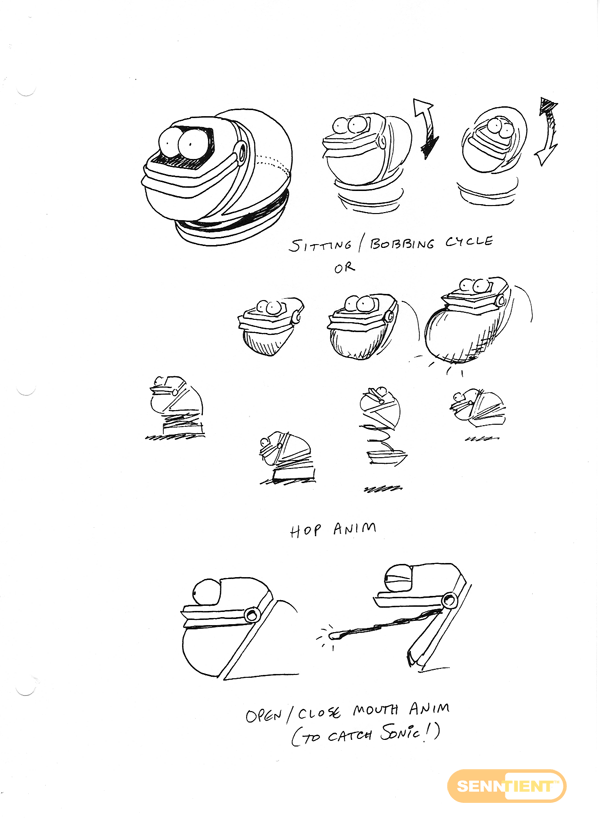 SITTING/BOBBING CYCLE
OR
HOP ANIM
OPEN/CLOSE MOUTH ANIM
(TO CATCH SONIC!)
SENNTIENT